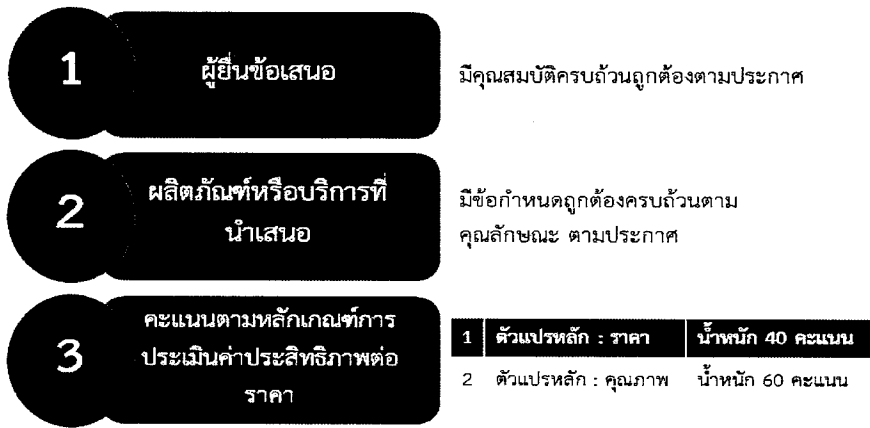 1
ผู้ยื่นข้อเสนอ
มีคุณสมบัติครบถ้วนถูกต้องตามประกาศ
2
ผลิตภัณฑ์หรือบริการที่
นำเสนอ
มีข้อกำหนดถูกต้องครบถ้วนตาม
คุณลักษณะ ตามประกาศ
3
คะแนนตามหลักเกณฑ์การ
ประเมินค่าประสิทธิภาพต่อ
ราคา
1 ตัวแปรหลัก : ราคา น้ำหนัก 40 คะแนน
2 ตัวแปรหลัก : คุณภาพ น้ำหนัก 60 คะแนน